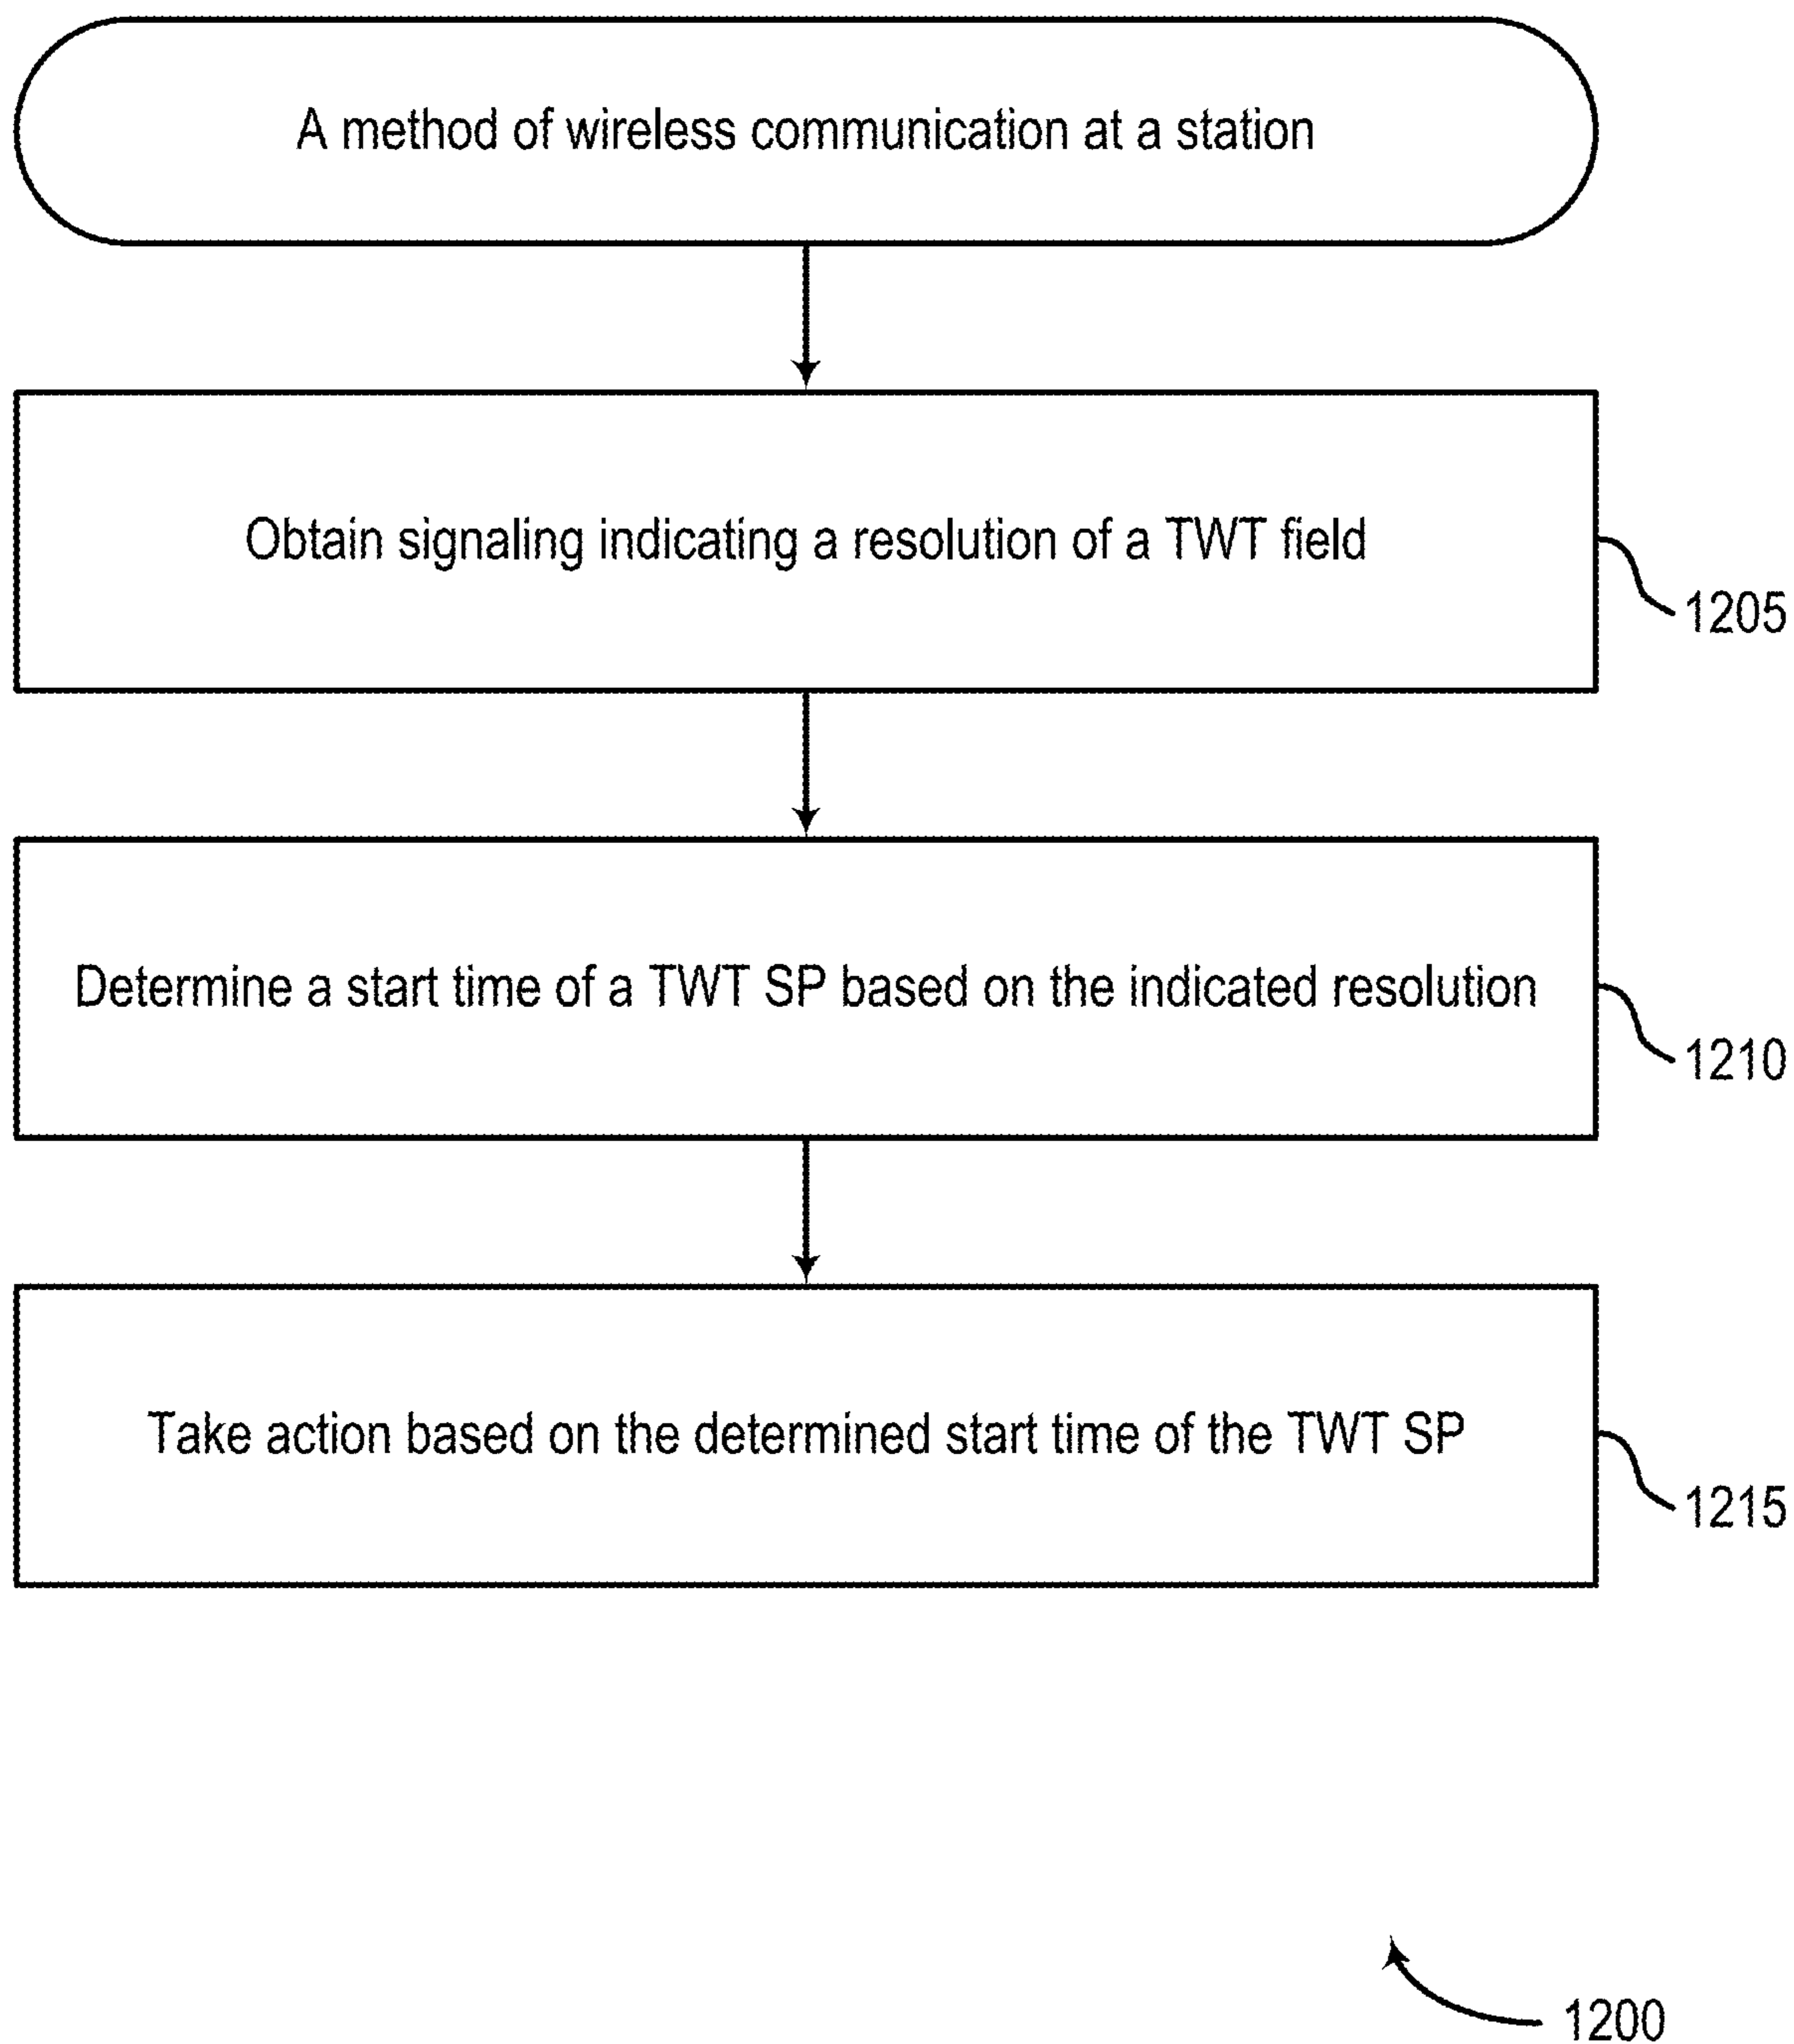 A method of wireless communication at a station
Obtain signaling indicating a resolution of a TWT field
1205
Determine a start time of a TWT SP based on the indicated resolution
1210
Take action based on the determined start time of the TWT SP
1215
1200